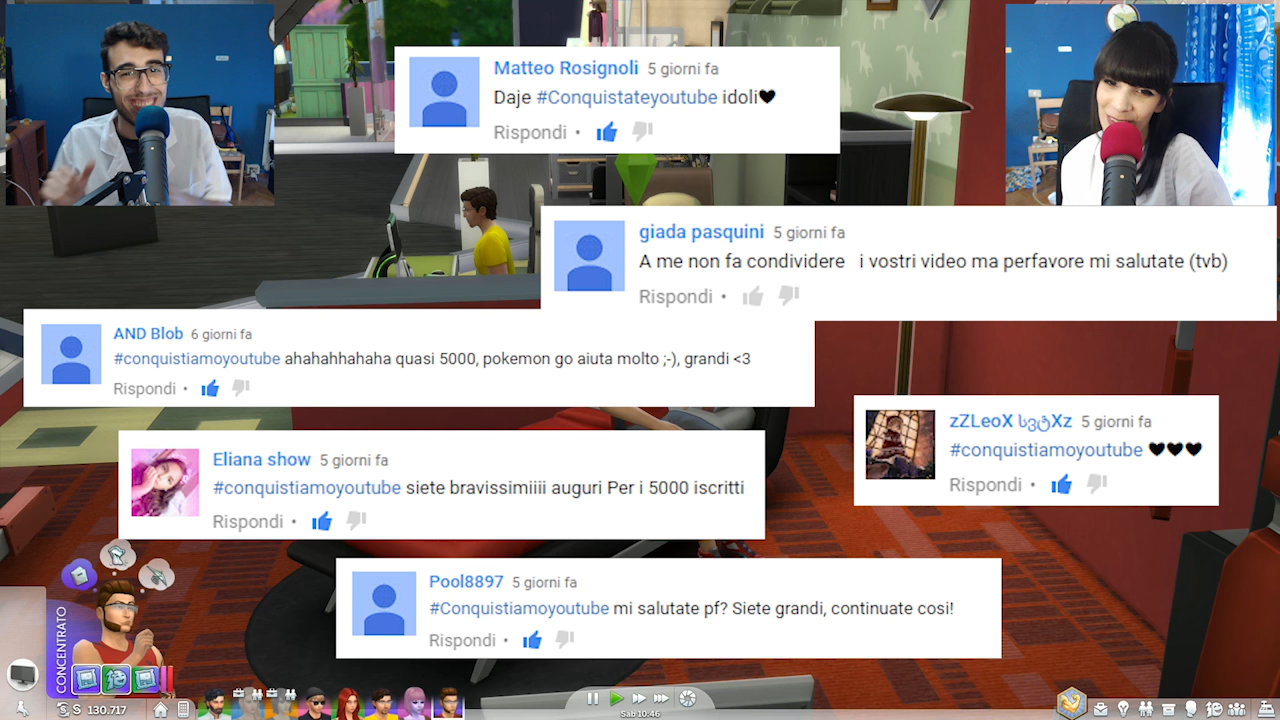 Matteo Rosignoli 5 giorni fa
Daje #Conquistateyoutube idoli🖤
Rispondi •
giada pasquini 5 giorni fa
A me non fa condividere i vostri video ma perfavore mi salutate (tvb)
Rispondi •
AND Blob 6 giorni fa
#conquistiamoyoutube ahahahhahaha quasi 5000, pokemon go aiuta molto ;-), grandi <3
Rispondi •
zZLeoX სვტXz 5 giorni fa
#conquistiamoyoutube 🖤🖤🖤
Rispondi •
Eliana show 5 giorni fa
#conquistiamoyoutube siete bravissimiiii auguri Per i 5000 iscritti
Rispondi •
Pool8897 5 giorni fa
#Conquistiamoyoutube mi salutate pf? Siete grandi, continuate cosi!
Rispondi •
CONCENTRATO
130.717
Sab 10:46